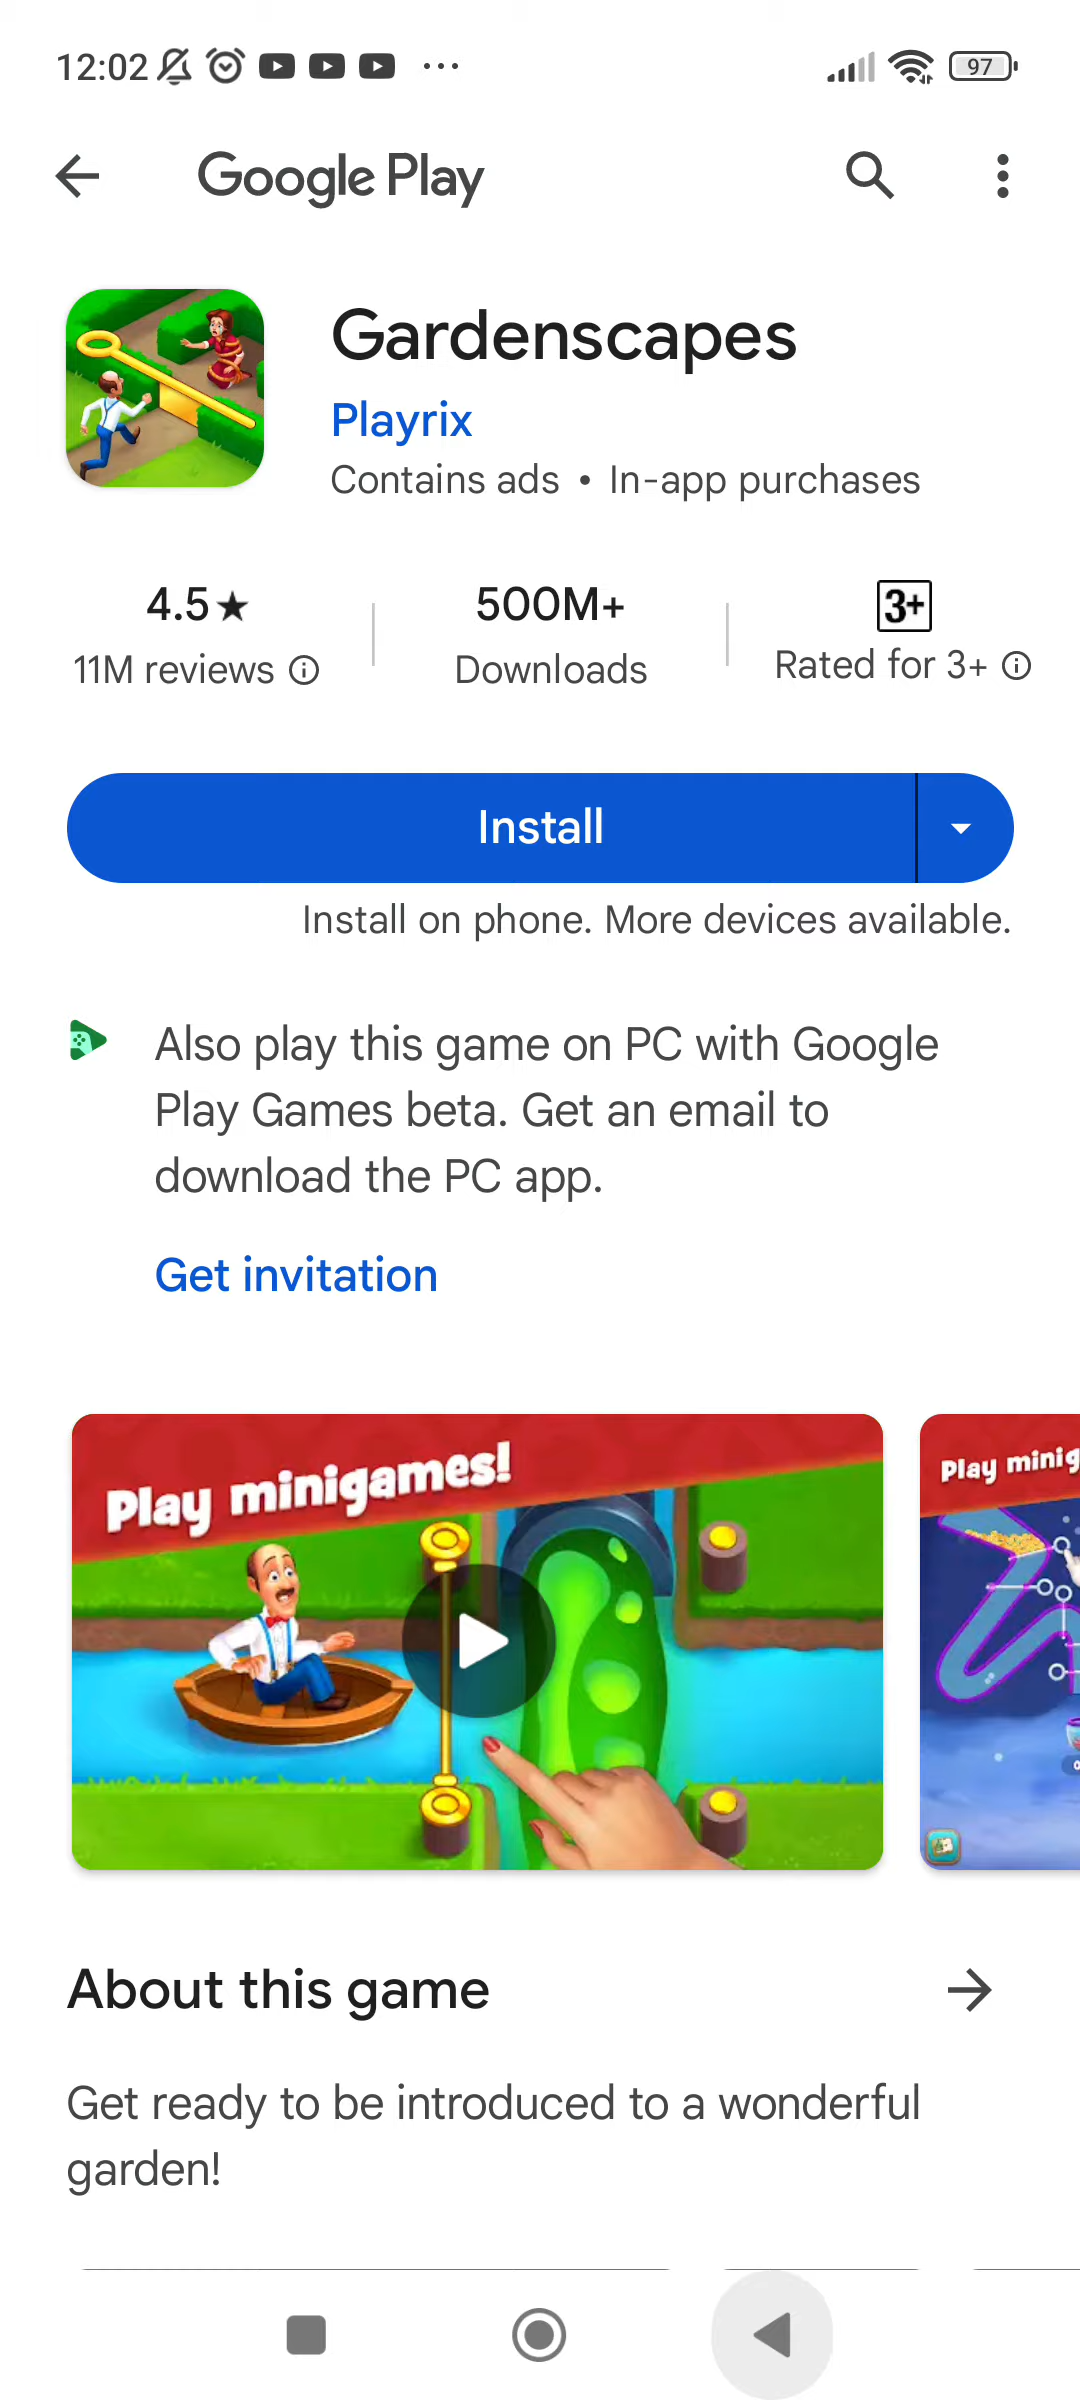 12:02
97
Google Play
Gardenscapes
Playrix
Contains ads • In-app purchases
4.5★
11M reviews
500M+
Downloads
3+
Rated for 3+
Install
Install on phone. More devices available.
Also play this game on PC with Google
Play Games beta. Get an email to
download the PC app.
Get invitation
Play minigames!
Play minig
About this game
Get ready to be introduced to a wonderful
garden!